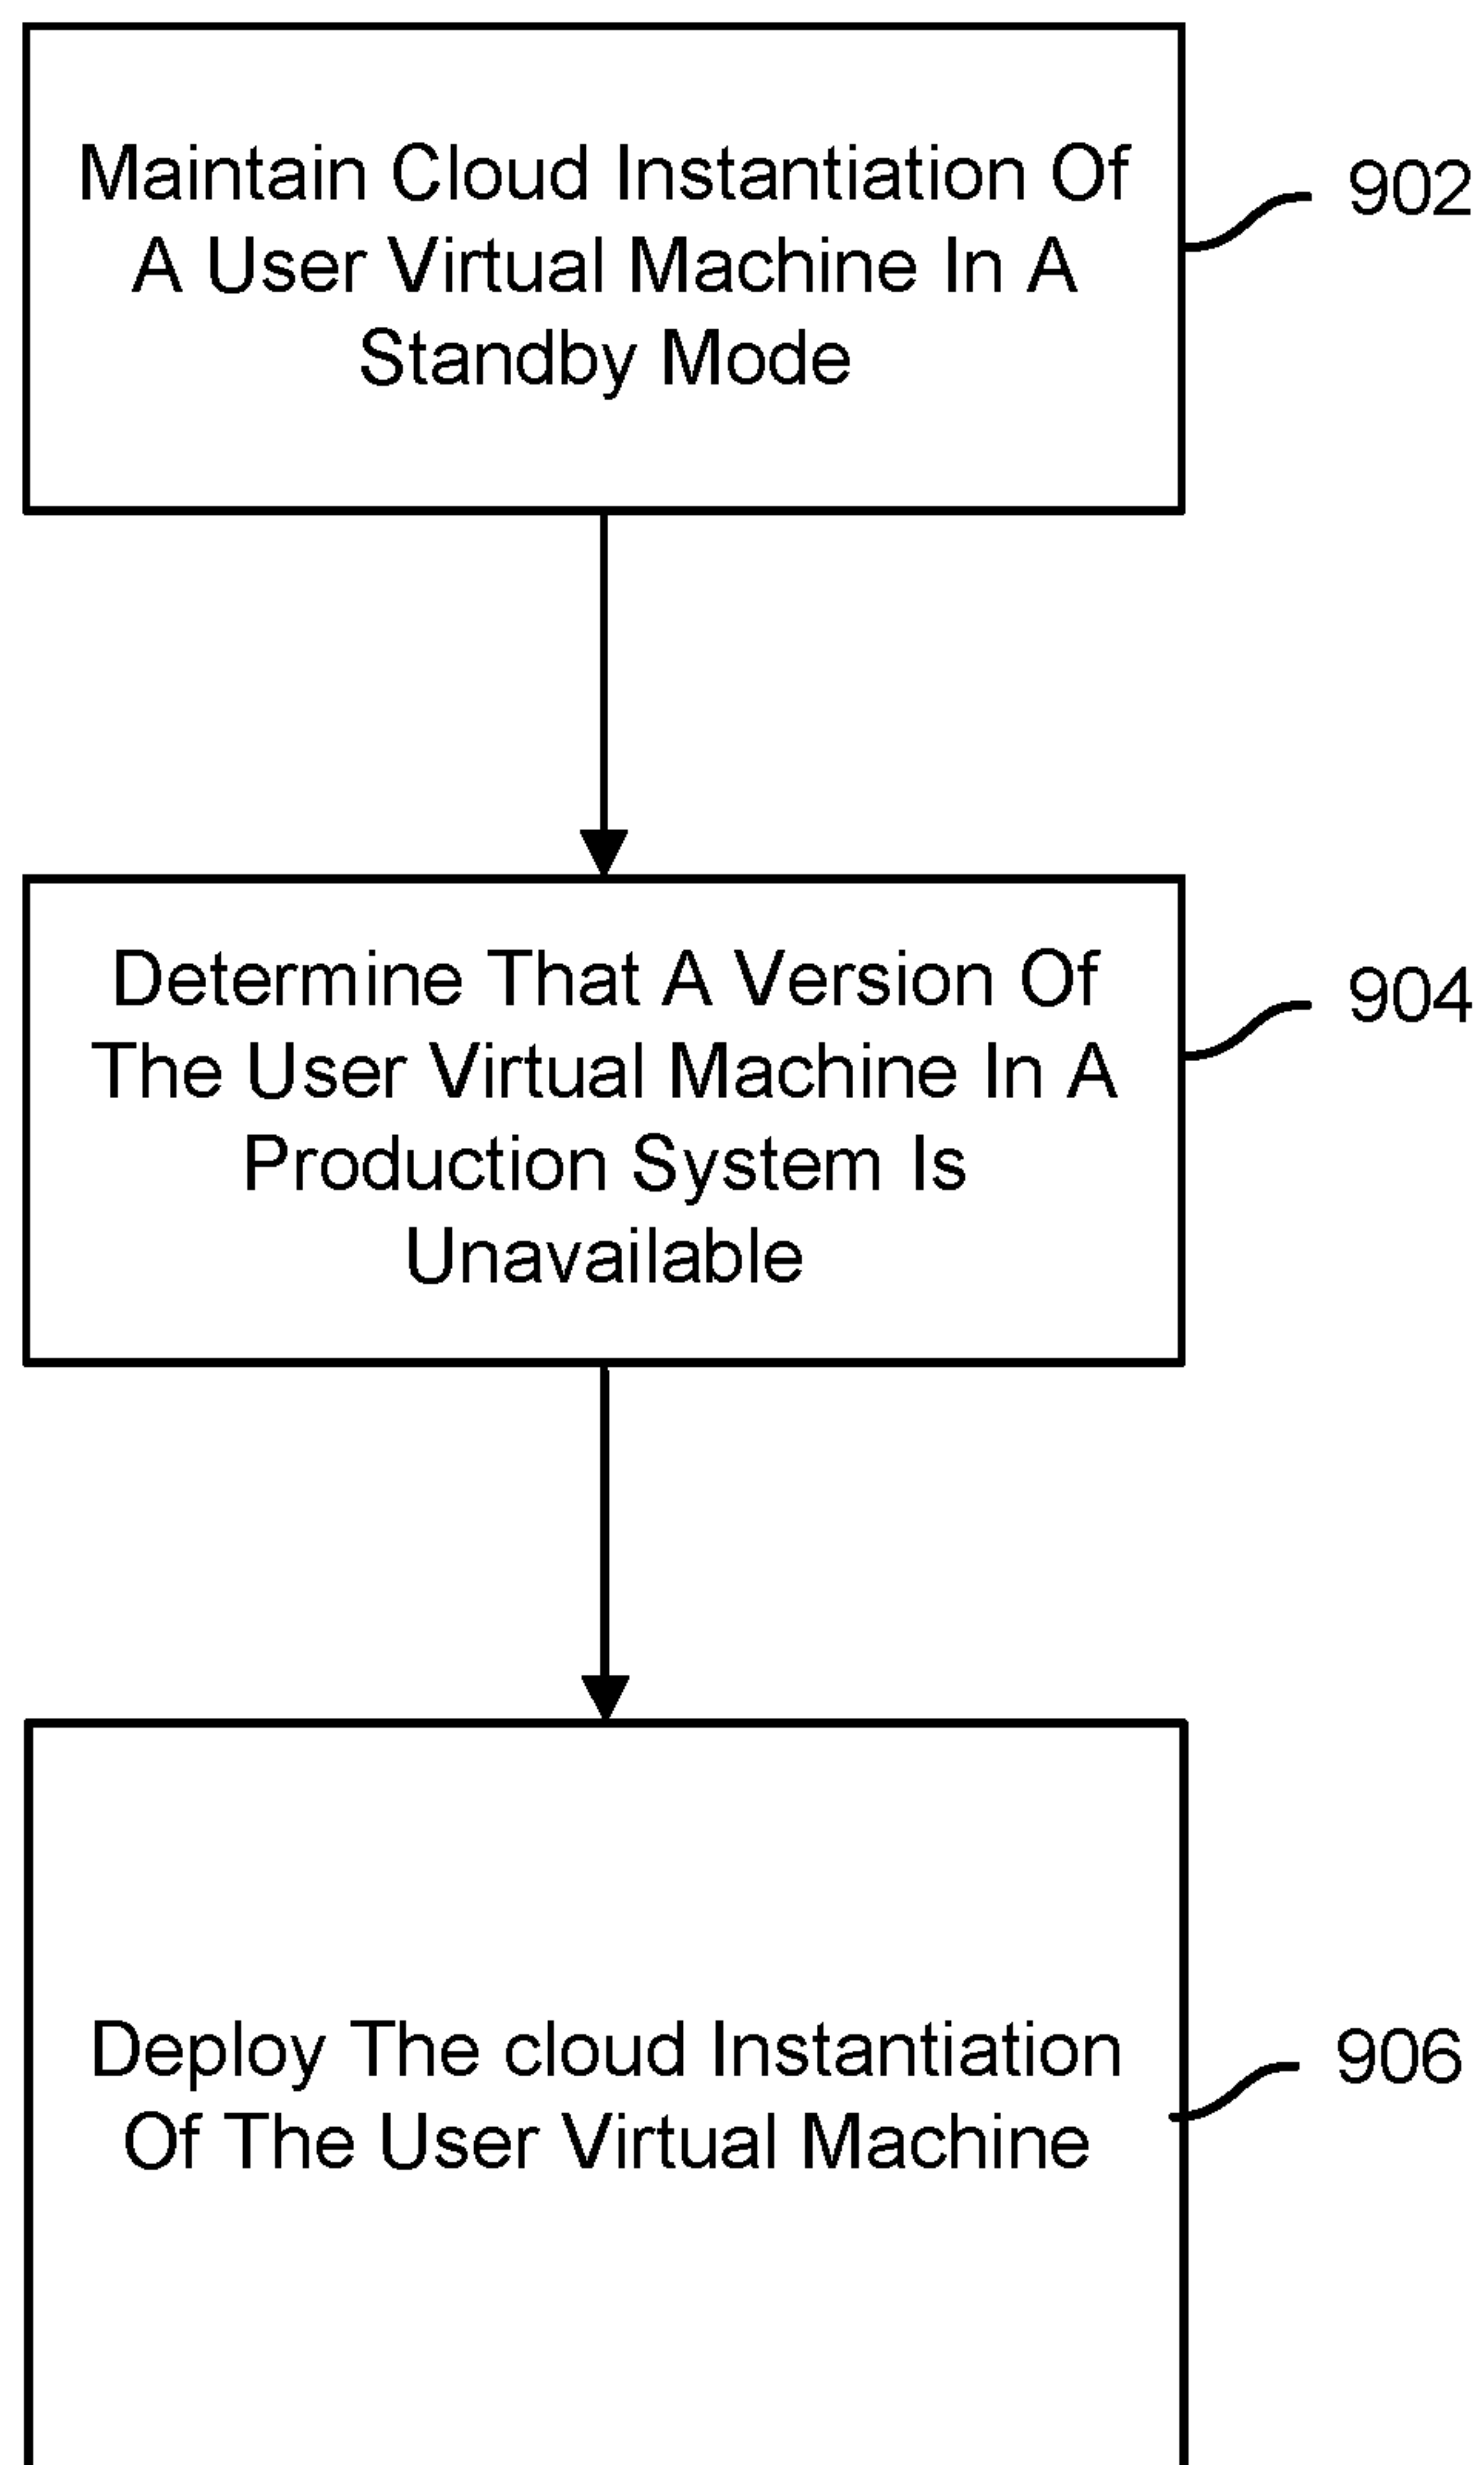 Maintain Cloud Instantiation Of
A User Virtual Machine In A
Standby Mode
902
Determine That A Version Of
The User Virtual Machine In A
Production System Is
Unavailable
904
Deploy The cloud Instantiation
Of The User Virtual Machine
906